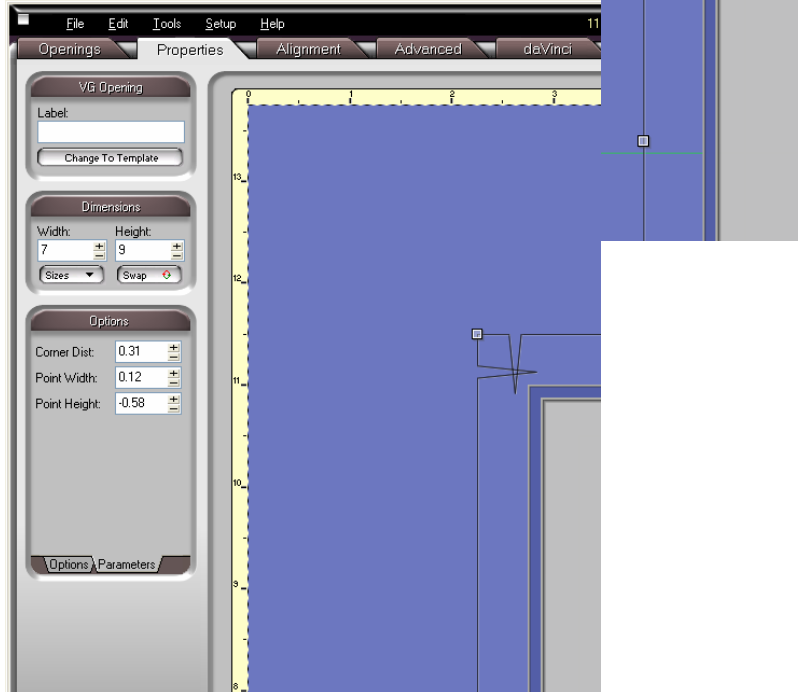 File Edit Tools Setup Help 11
Openings Properties Alignment Advanced daVinci
VG Opening
Label:
Change To Template
Dimensions
Width: Height:
7 9
Sizes Swap
Options
Corner Dist: 0.31
Point Width: 0.12
Point Height: -0.58
Options Parameters
0 1 2 3
13
12
11
10
9
8